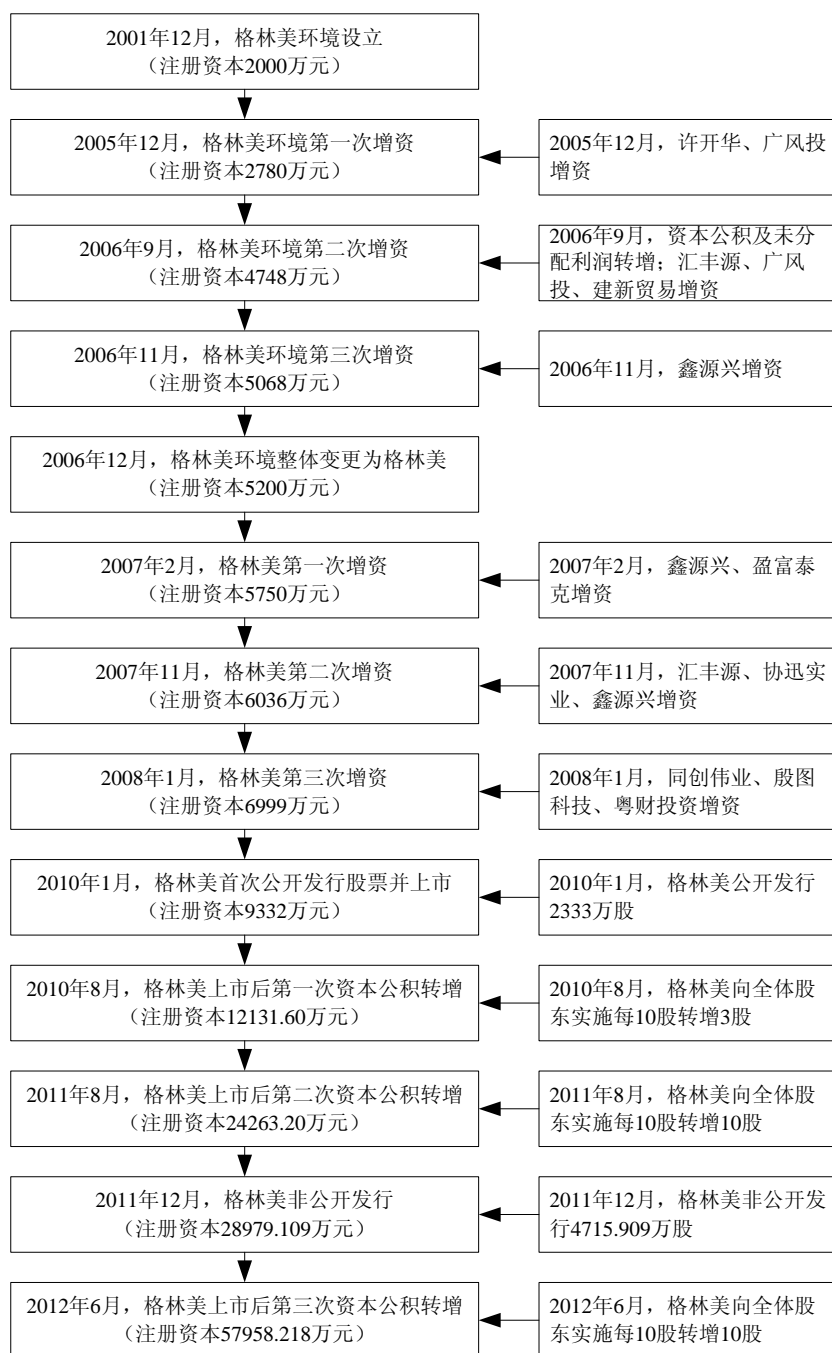 2001年12月，格林美环境设立
（注册资本2000万元）
2005年12月，格林美环境第一次增资
（注册资本2780万元）
2005年12月，许开华、广风投
增资
2006年9月，格林美环境第二次增资
（注册资本4748万元）
2006年9月，资本公积及未分
配利润转增；汇丰源、广风
投、建新贸易增资
2006年11月，格林美环境第三次增资
（注册资本5068万元）
2006年11月，鑫源兴增资
2006年12月，格林美环境整体变更为格林美
（注册资本5200万元）
2007年2月，格林美第一次增资
（注册资本5750万元）
2007年2月，鑫源兴、盈富泰
克增资
2007年11月，格林美第二次增资
（注册资本6036万元）
2007年11月，汇丰源、协迅实
业、鑫源兴增资
2008年1月，格林美第三次增资
（注册资本6999万元）
2008年1月，同创伟业、殷图
科技、粤财投资增资
2010年1月，格林美首次公开发行股票并上市
（注册资本9332万元）
2010年1月，格林美公开发行
2333万股
2010年8月，格林美上市后第一次资本公积转增
（注册资本12131.60万元）
2010年8月，格林美向全体股
东实施每10股转增3股
2011年8月，格林美上市后第二次资本公积转增
（注册资本24263.20万元）
2011年8月，格林美向全体股
东实施每10股转增10股
2011年12月，格林美非公开发行
（注册资本28979.109万元）
2011年12月，格林美非公开发
行4715.909万股
2012年6月，格林美上市后第三次资本公积转增
（注册资本57958.218万元）
2012年6月，格林美向全体股
东实施每10股转增10股